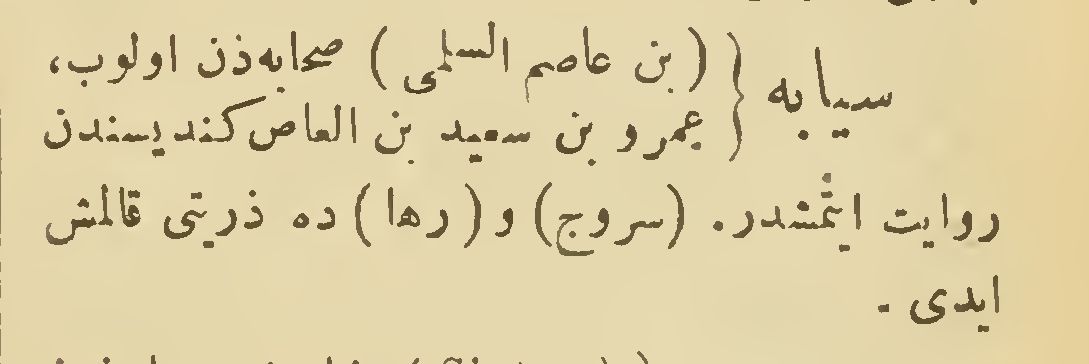 سیابه { ( بن عاصم السلمی ) صحابه‌ذن اولوب،
عمرو بن سعید بن العاص کندیسندن
روایت ایتمشدر. (سروج) و (رها) ده ذریتی قالمش
ایدی .